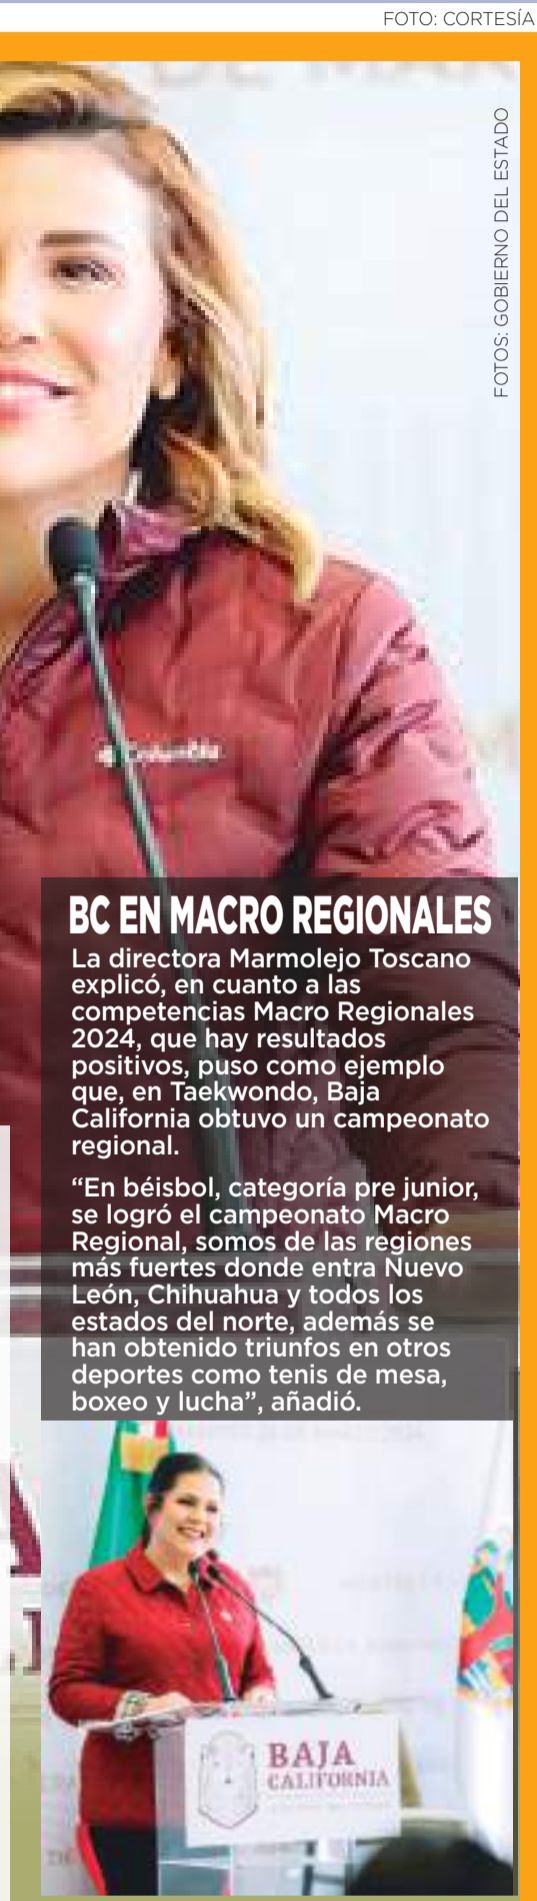 FOTO: CORTESÍA
FOTOS: GOBIERNO DEL ESTADO
Columbia
BC EN MACRO REGIONALES
La directora Marmolejo Toscano
explicó, en cuanto a las
competencias Macro Regionales
2024, que hay resultados
positivos, puso como ejemplo
que, en Taekwondo, Baja
California obtuvo un campeonato
regional.
“En béisbol, categoría pre junior,
se logró el campeonato Macro
Regional, somos de las regiones
más fuertes donde entra Nuevo
León, Chihuahua y todos los
estados del norte, además se
han obtenido triunfos en otros
deportes como tenis de mesa,
boxeo y lucha”, añadió.
BAJA
CALIFORNIA